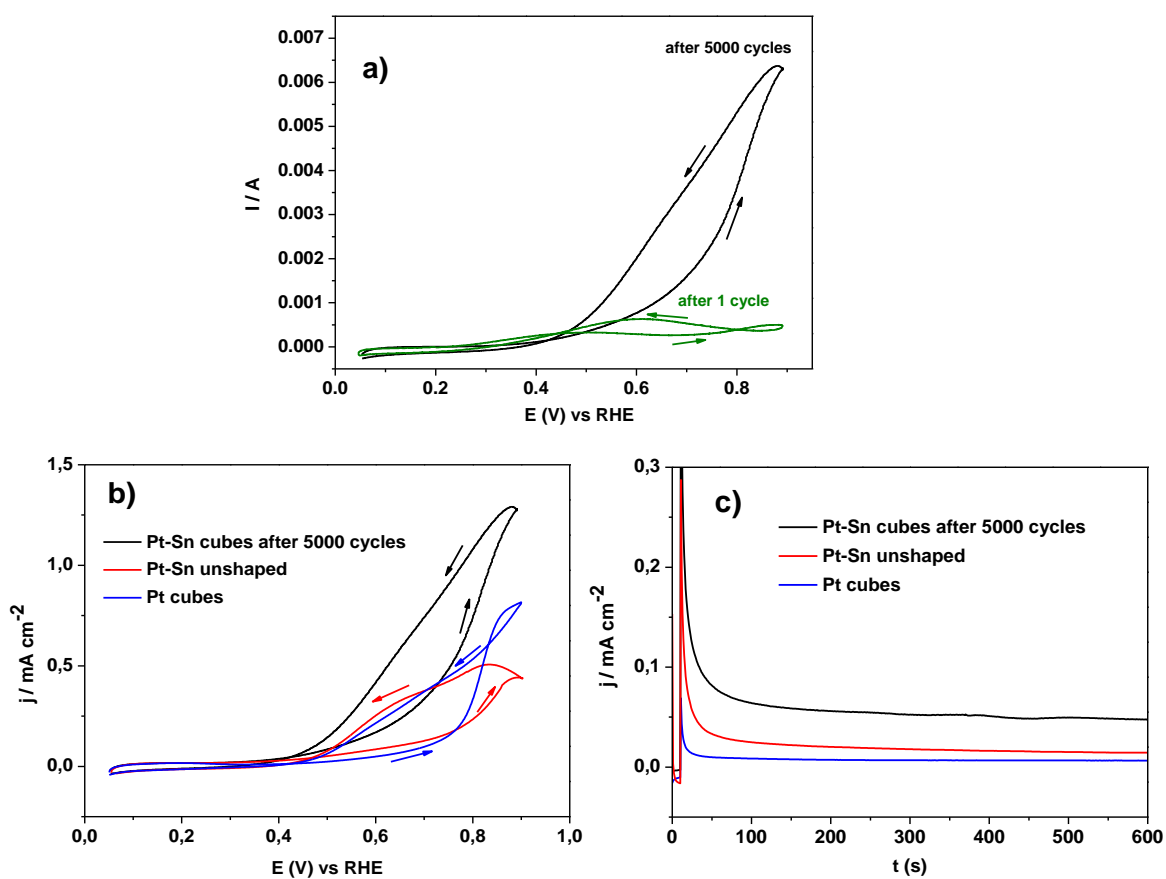 a)
after 5000 cycles
after 1 cycle
0.007
0.006
0.005
0.004
0.003
0.002
0.001
0.000
I / A
0.0 0.2 0.4 0.6 0.8
E (V) vs RHE
b)
Pt-Sn cubes after 5000 cycles
Pt-Sn unshaped
Pt cubes
1,5
1,0
0,5
0,0
j / mA cm-2
0,0 0,2 0,4 0,6 0,8 1,0
E (V) vs RHE
c)
Pt-Sn cubes after 5000 cycles
Pt-Sn unshaped
Pt cubes
0,3
0,2
0,1
0,0
j / mA cm-2
0 100 200 300 400 500 600
t (s)